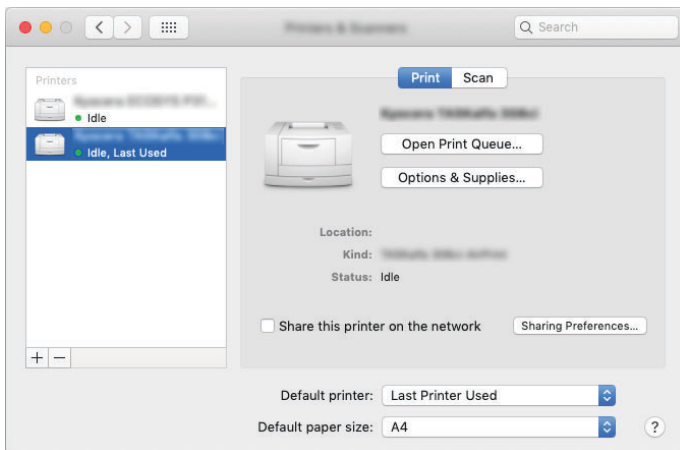 Search
Printers
Idle
Idle, Last Used
Print Scan
Open Print Queue...
Options & Supplies...
Location:
Kind:
Status: Idle
Share this printer on the network
Sharing Preferences...
+ −
Default printer: Last Printer Used
Default paper size: A4
?